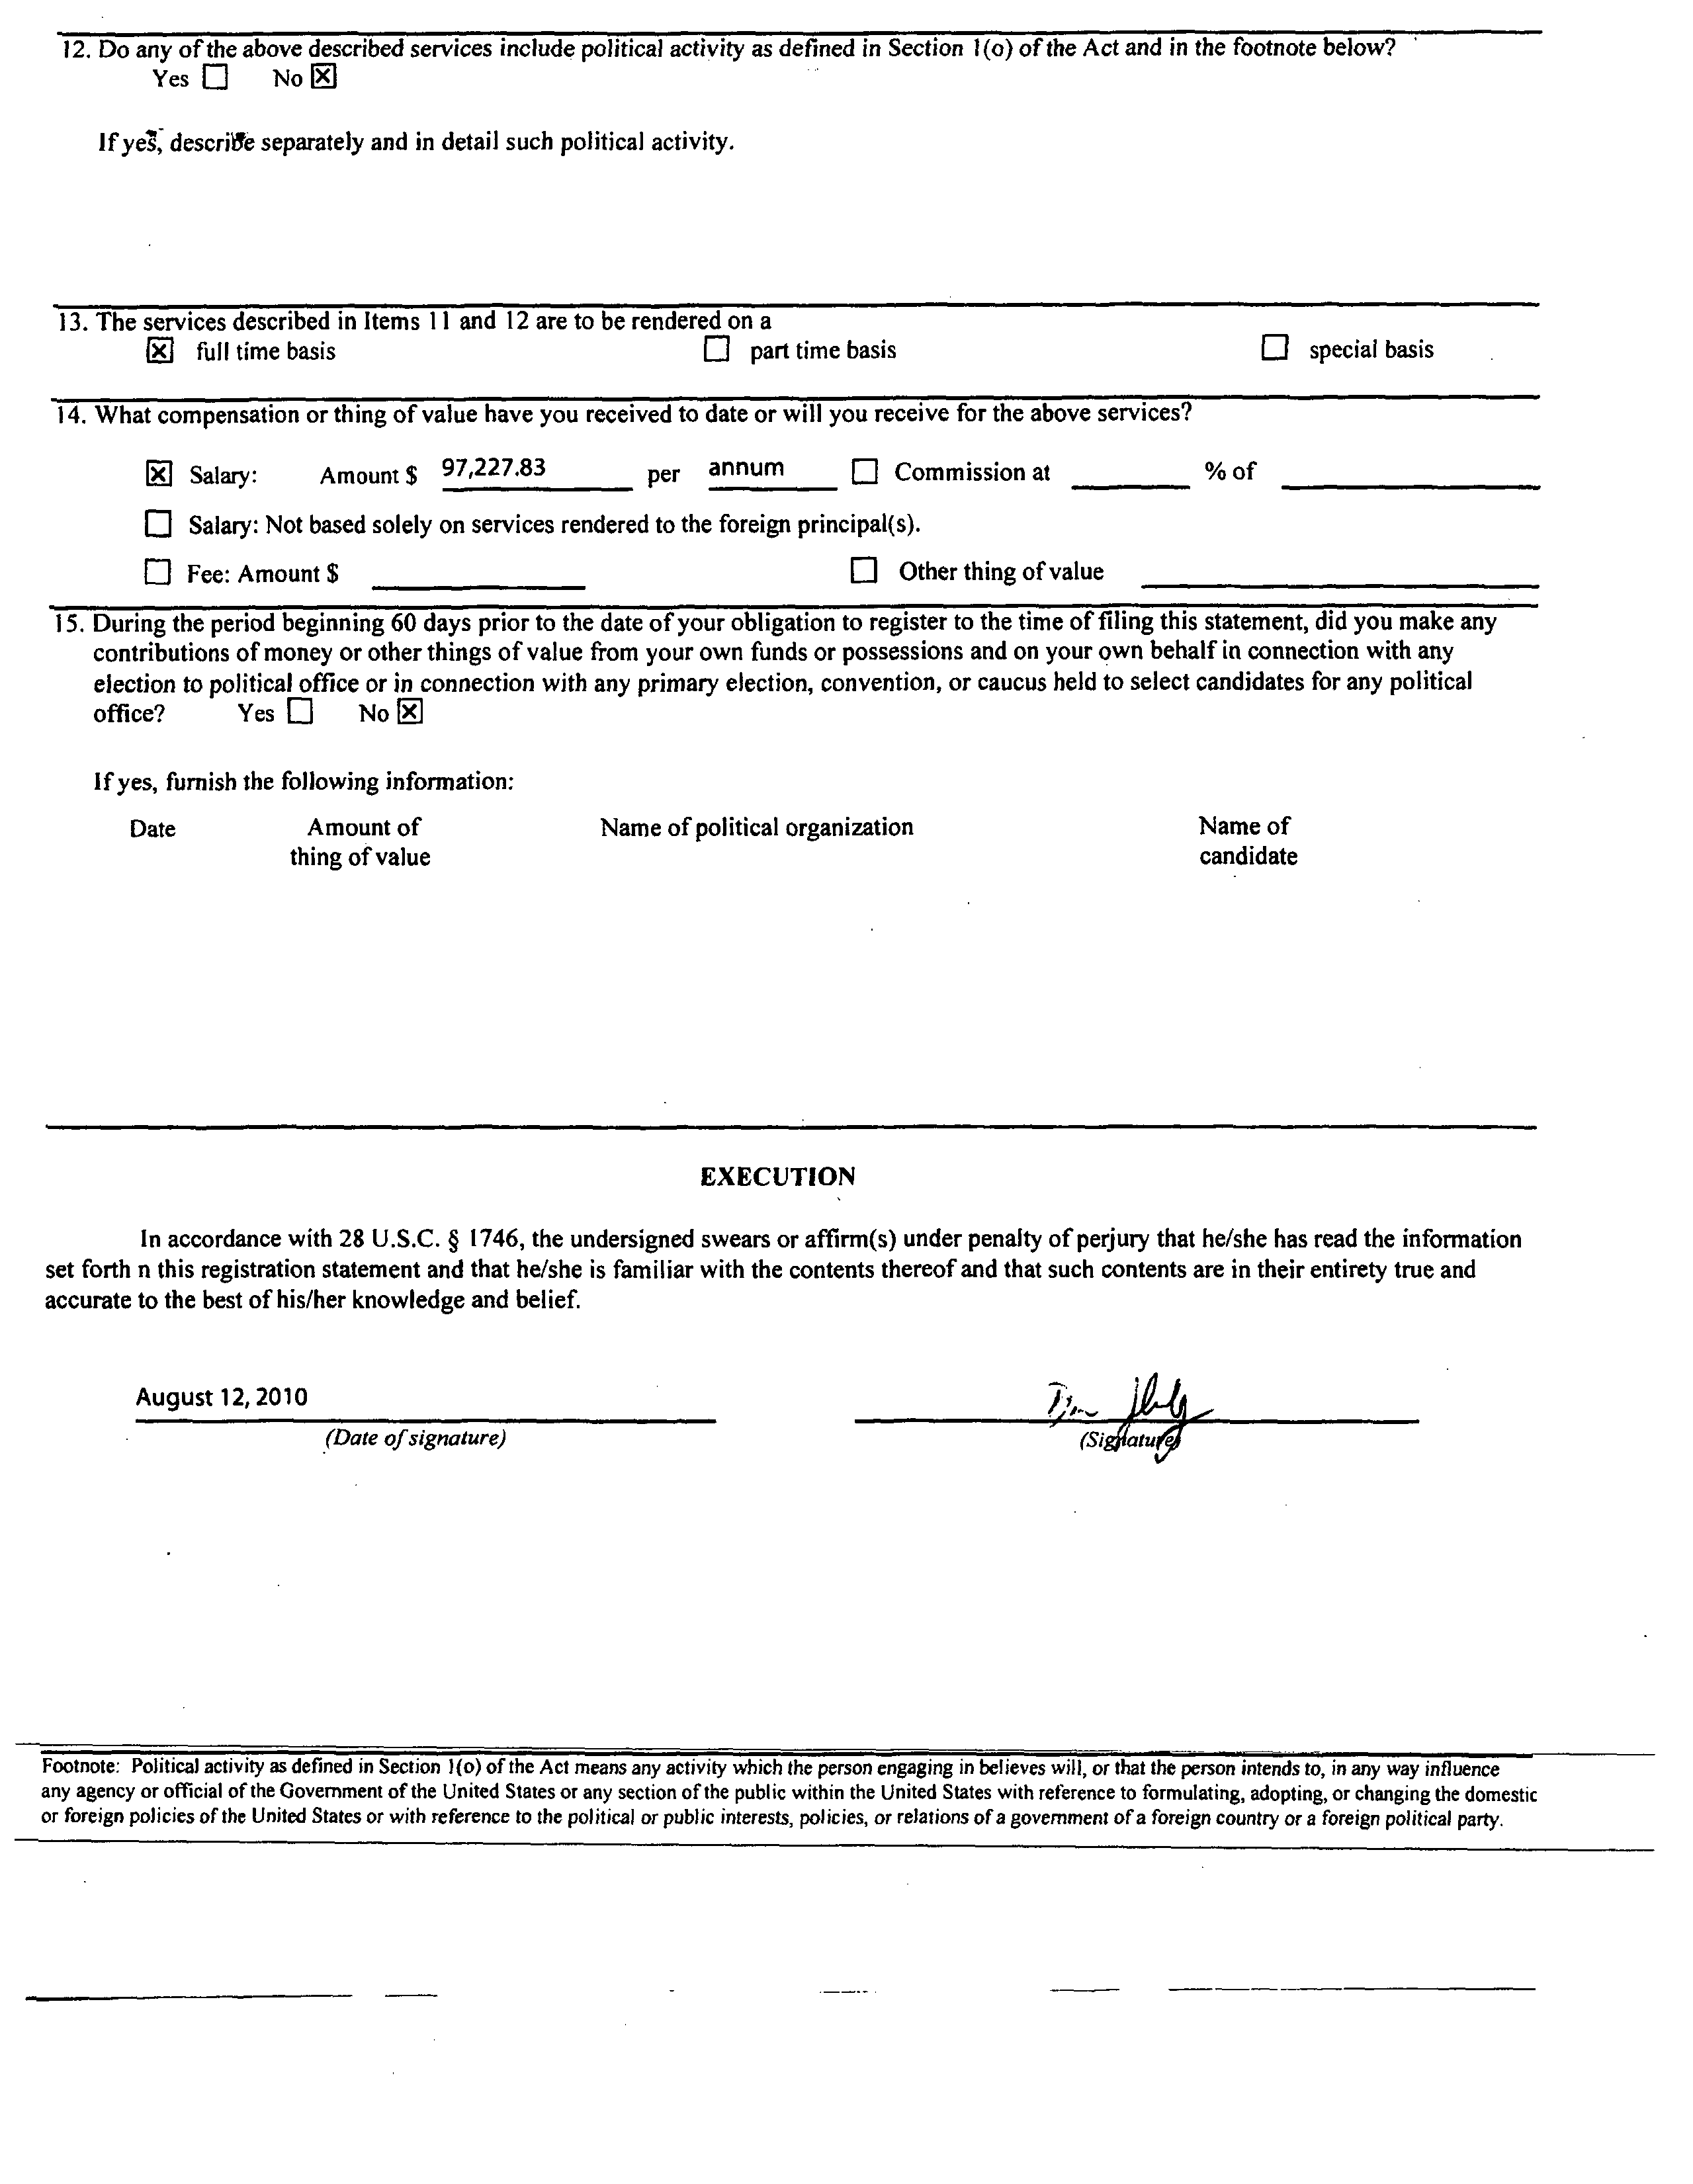 12. Do any of the above described services include political activity as defined in Section 1(o) of the Act and in the footnote below?
Yes ☐ No ☒
If yes, describe separately and in detail such political activity.
13. The services described in Items 11 and 12 are to be rendered on a
☒ full time basis ☐ part time basis ☐ special basis
14. What compensation or thing of value have you received to date or will you receive for the above services?
☒ Salary: Amount $ 97,227.83 per annum ☐ Commission at % of
☐ Salary: Not based solely on services rendered to the foreign principal(s).
☐ Fee: Amount $ ☐ Other thing of value
15. During the period beginning 60 days prior to the date of your obligation to register to the time of filing this statement, did you make any
contributions of money or other things of value from your own funds or possessions and on your own behalf in connection with any
election to political office or in connection with any primary election, convention, or caucus held to select candidates for any political
office? Yes ☐ No ☒
If yes, furnish the following information:
Date Amount of Name of political organization Name of
thing of value candidate
EXECUTION
In accordance with 28 U.S.C. § 1746, the undersigned swears or affirm(s) under penalty of perjury that he/she has read the information
set forth n this registration statement and that he/she is familiar with the contents thereof and that such contents are in their entirety true and
accurate to the best of his/her knowledge and belief.
August 12, 2010
(Date of signature) (Signature)
Footnote: Political activity as defined in Section 1(o) of the Act means any activity which the person engaging in believes will, or that the person intends to, in any way influence
any agency or official of the Government of the United States or any section of the public within the United States with reference to formulating, adopting, or changing the domestic
or foreign policies of the United States or with reference to the political or public interests, policies, or relations of a government of a foreign country or a foreign political party.